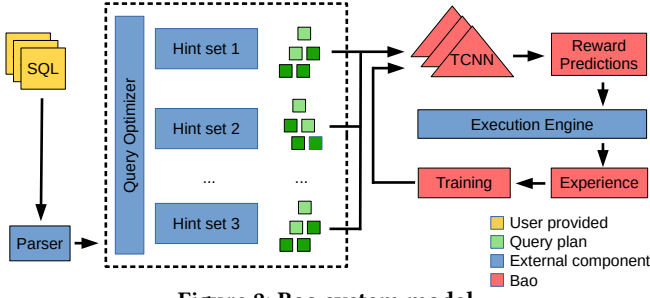 SQL
Parser
Query Optimizer
Hint set 1
Hint set 2
...
...
Hint set 3
TCNN
Reward
Predictions
Execution Engine
Training
Experience
User provided
Query plan
External component
Bao